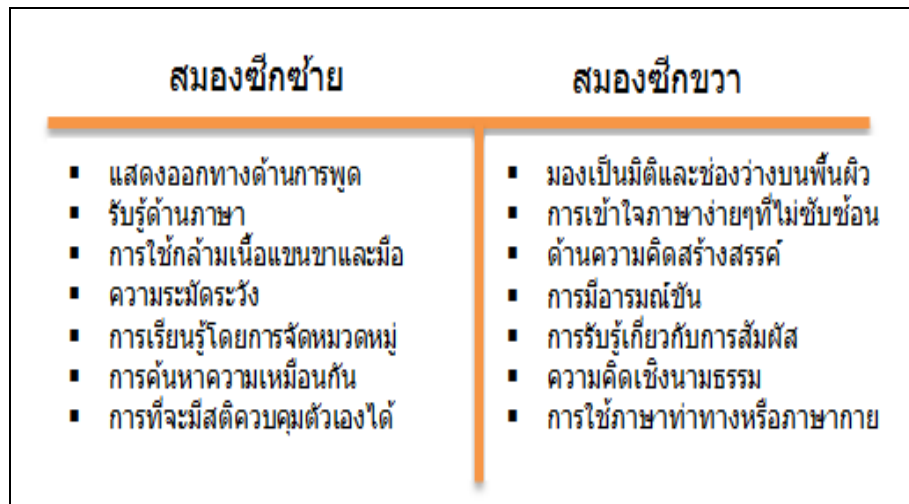 สมองซีกซ้าย
แสดงออกทางด้านการพูด
รับรู้ด้านภาษา
การใช้กล้ามเนื้อแขนขาและมือ
ความระมัดระวัง
การเรียนรู้โดยการจัดหมวดหมู่
การค้นหาความเหมือนกัน
การที่จะมีสติควบคุมตัวเองได้
สมองซีกขวา
มองเป็นมิติและช่องว่างบนพื้นผิว
การเข้าใจภาษาง่ายๆที่ไม่ซับซ้อน
ด้านความคิดสร้างสรรค์
การมีอารมณ์ขัน
การรับรู้เกี่ยวกับการสัมผัส
ความคิดเชิงนามธรรม
การใช้ภาษาท่าทางหรือภาษากาย